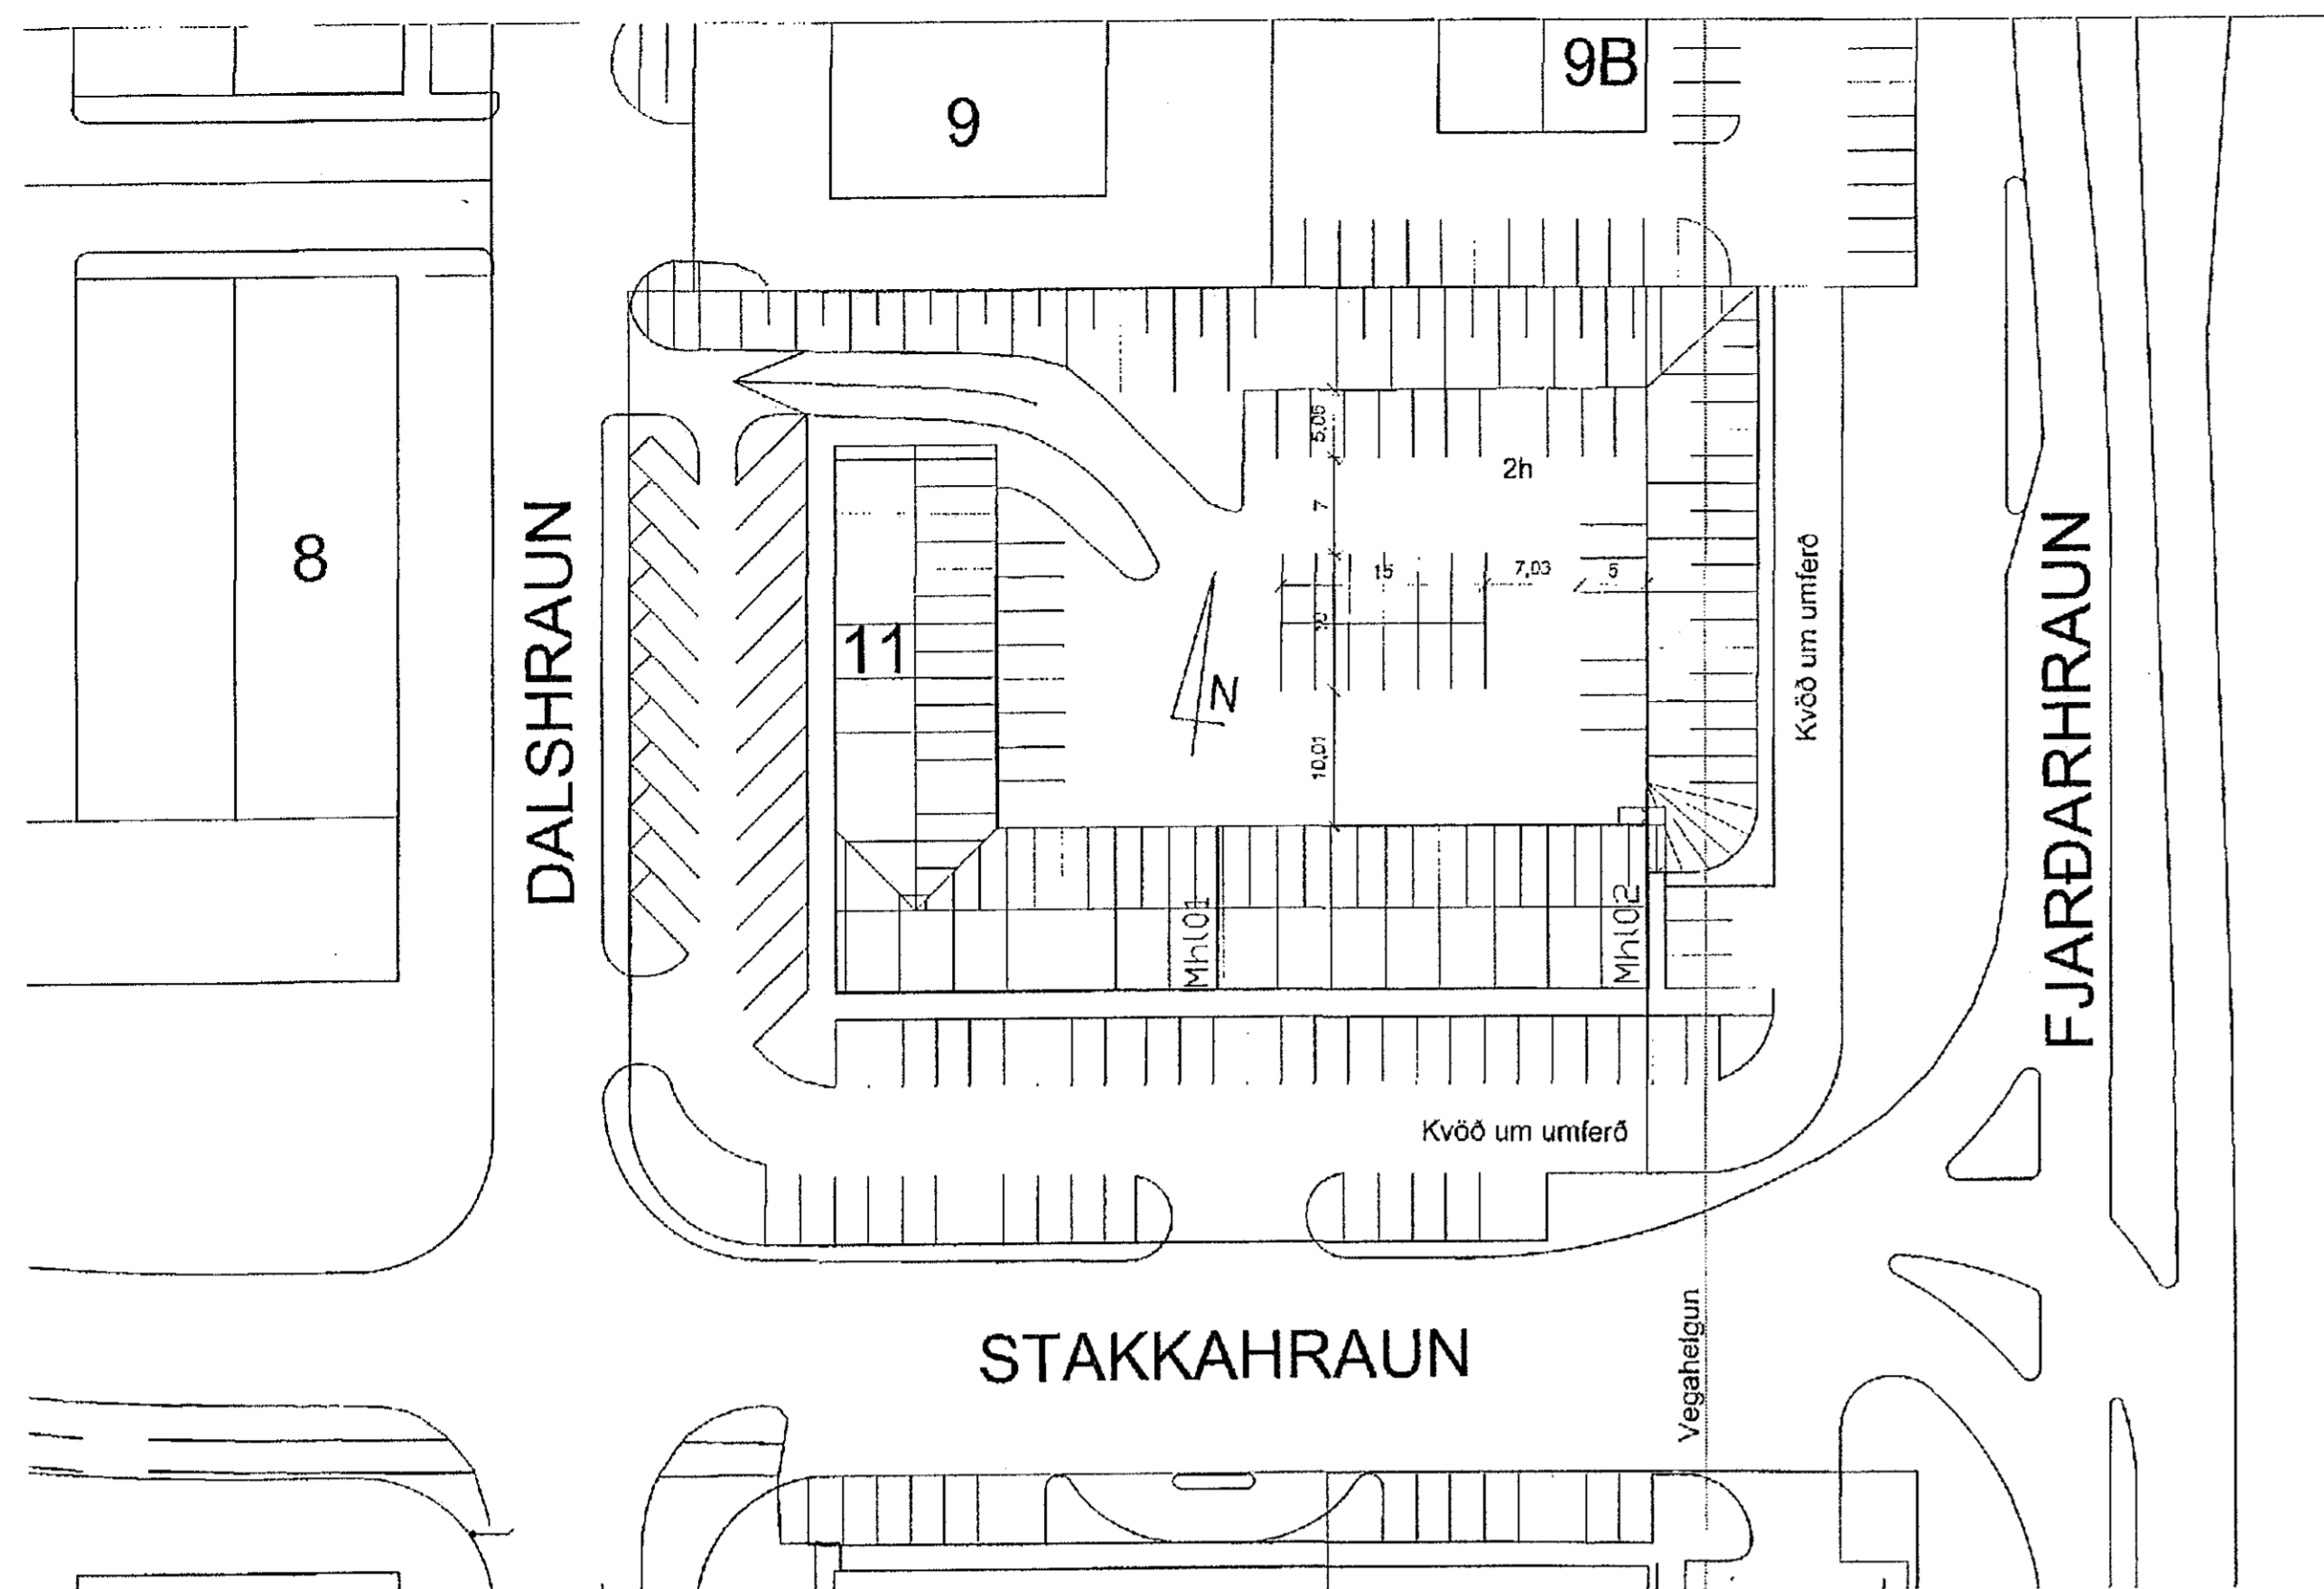 9B
9
5,06
2h
7
8
DALSHRAUN
15
7,03
5
Kvöð um umferð
FJARÐARHRAUN
11
N
10,01
Mhl01
Mhl02
Kvöð um umferð
STAKKAHRAUN
Vegahelgun